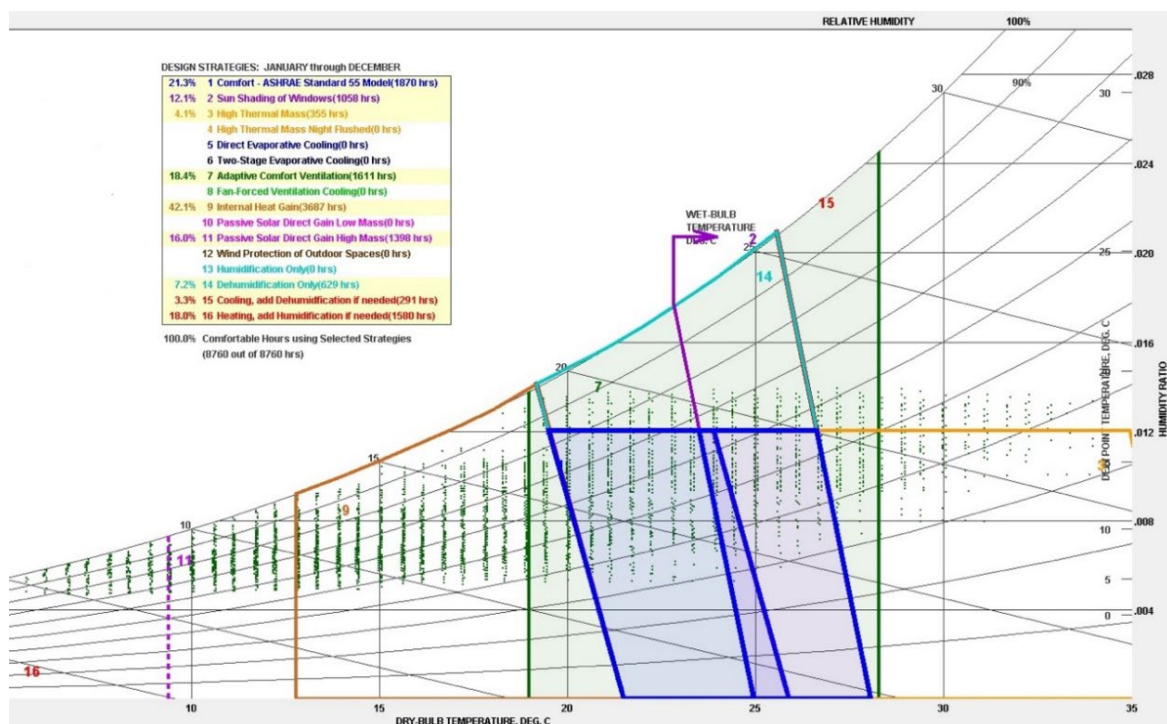 RELATIVE HUMIDITY 100%
DESIGN STRATEGIES: JANUARY through DECEMBER
21.3% 1 Comfort - ASHRAE Standard 55 Model(1870 hrs)
12.1% 2 Sun Shading of Windows(1058 hrs)
4.1% 3 High Thermal Mass(355 hrs)
4 High Thermal Mass Night Flushed(0 hrs)
5 Direct Evaporative Cooling(0 hrs)
6 Two-Stage Evaporative Cooling(0 hrs)
18.4% 7 Adaptive Comfort Ventilation(1611 hrs)
8 Fan-Forced Ventilation Cooling(0 hrs)
42.1% 9 Internal Heat Gain(3687 hrs)
10 Passive Solar Direct Gain Low Mass(0 hrs)
16.0% 11 Passive Solar Direct Gain High Mass(1398 hrs)
12 Wind Protection of Outdoor Spaces(0 hrs)
13 Humidification Only(0 hrs)
7.2% 14 Dehumidification Only(629 hrs)
3.3% 15 Cooling, add Dehumidfication if needed(291 hrs)
18.0% 16 Heating, add Humidification if needed(1580 hrs)
100.0% Comfortable Hours using Selected Strategies
(8760 out of 8760 hrs)
90%
30
.028
30
.024
15
WET-BULB
TEMPERATURE
DEG. C
2
25
14
25
.020
.016
20
7
.012
15
9
10
11
.008
10
5
.004
0
16
DEW POINT TEMPERATURE, DEG. C
HUMIDITY RATIO
3
10 15 20 25 30 35
DRY-BULB TEMPERATURE, DEG. C